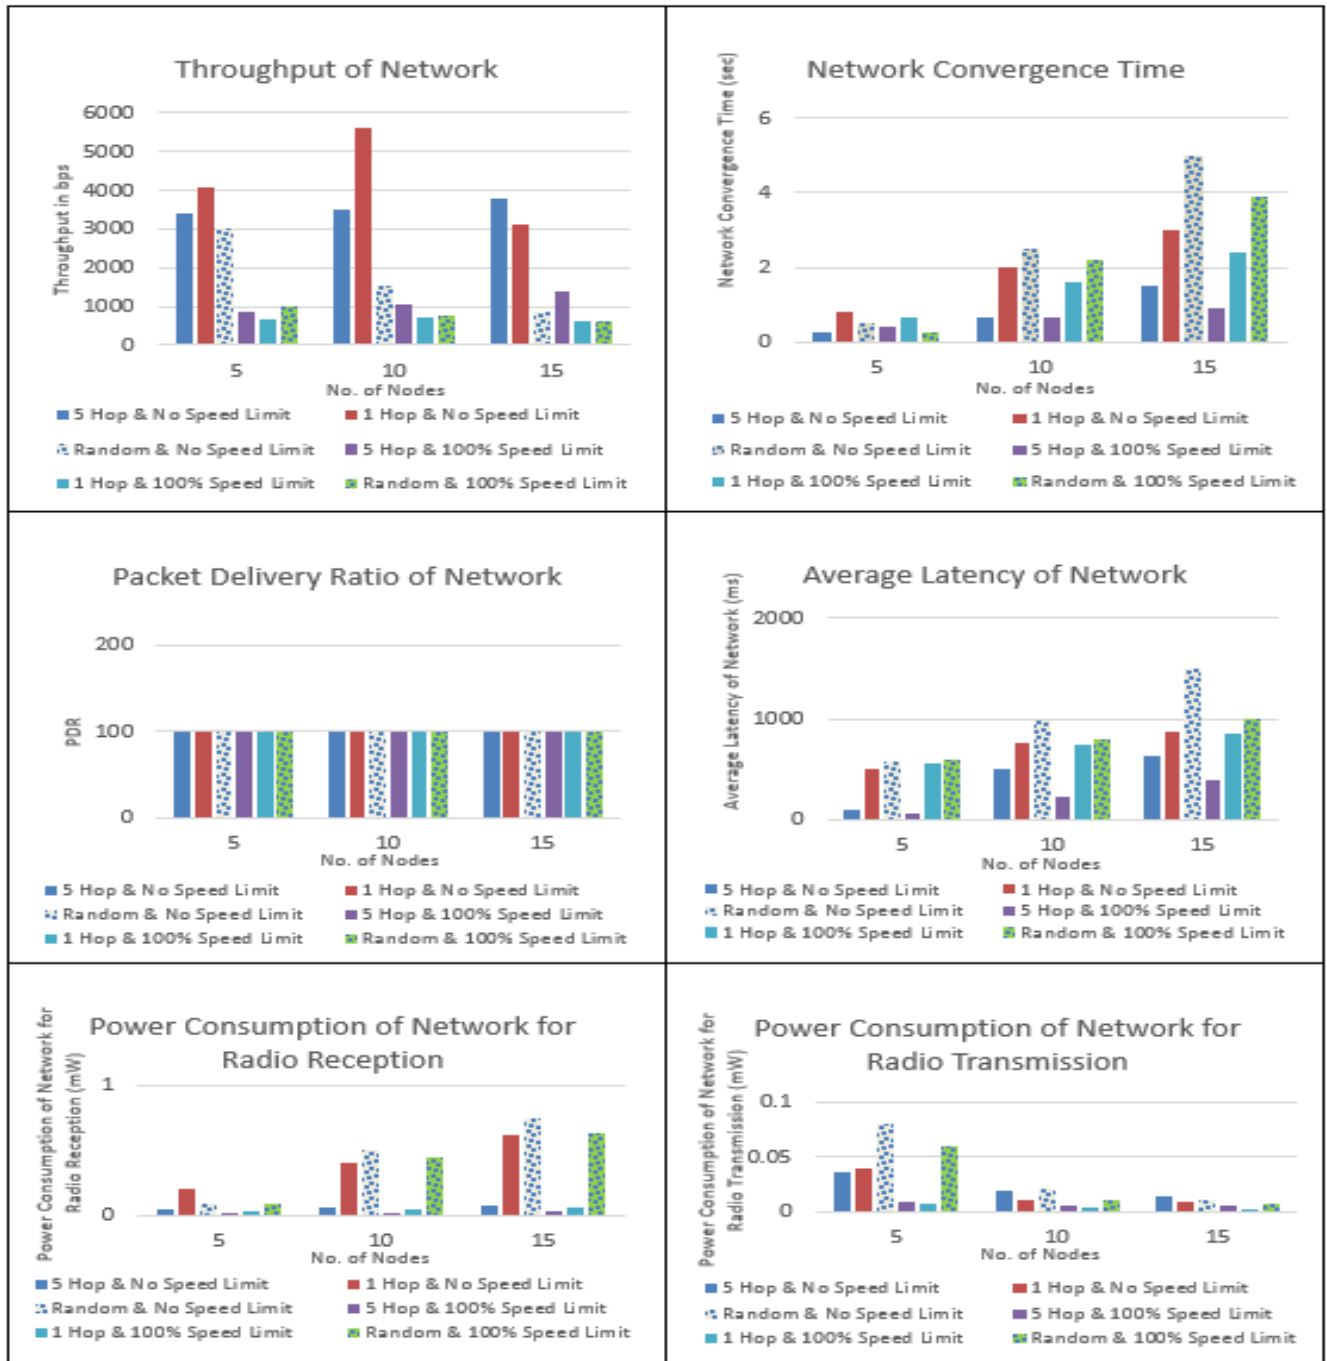 Throughput of Network
Throughput in bps
6000
5000
4000
3000
2000
1000
0
5 10 15
No. of Nodes
5 Hop & No Speed Limit 1 Hop & No Speed Limit
Random & No Speed Limit 5 Hop & 100% Speed Limit
1 Hop & 100% Speed Limit Random & 100% Speed Limit
Network Convergence Time
Network Convergence Time (sec)
6
4
2
0
5 10 15
No. of Nodes
5 Hop & No Speed Limit 1 Hop & No Speed Limit
Random & No Speed Limit 5 Hop & 100% Speed Limit
1 Hop & 100% Speed Limit Random & 100% Speed Limit
Packet Delivery Ratio of Network
PDR
200
100
0
5 10 15
No. of Nodes
5 Hop & No Speed Limit 1 Hop & No Speed Limit
Random & No Speed Limit 5 Hop & 100% Speed Limit
1 Hop & 100% Speed Limit Random & 100% Speed Limit
Average Latency of Network
Average Latency of Network (ms)
2000
1000
0
5 10 15
No. of Nodes
5 Hop & No Speed Limit 1 Hop & No Speed Limit
Random & No Speed Limit 5 Hop & 100% Speed Limit
1 Hop & 100% Speed Limit Random & 100% Speed Limit
Power Consumption of Network for
Radio Reception
Power Consumption of Network for
Radio Reception (mW)
1
0
5 10 15
No. of Nodes
5 Hop & No Speed Limit 1 Hop & No Speed Limit
Random & No Speed Limit 5 Hop & 100% Speed Limit
1 Hop & 100% Speed Limit Random & 100% Speed Limit
Power Consumption of Network for
Radio Transmission
Power Consumption of Network for
Radio Transmission (mW)
0.1
0.05
0
5 10 15
No. of Nodes
5 Hop & No Speed Limit 1 Hop & No Speed Limit
Random & No Speed Limit 5 Hop & 100% Speed Limit
1 Hop & 100% Speed Limit Random & 100% Speed Limit